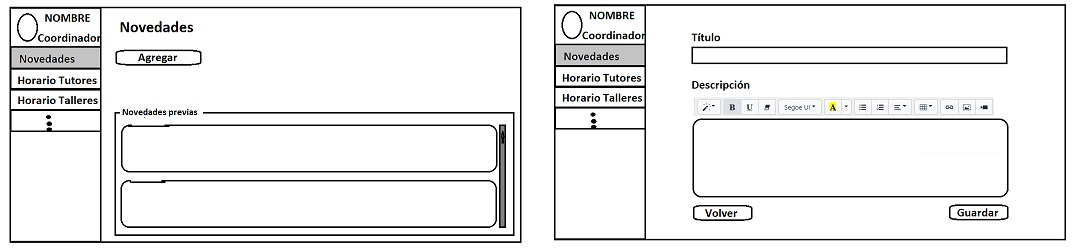 NOMBRE
Coordinador
Novedades
Horario Tutores
Horario Talleres
Novedades
Agregar
Novedades previas
NOMBRE
Coordinador
Novedades
Horario Tutores
Horario Talleres
Título
Descripción
B U Segoe UI A
Volver
Guardar